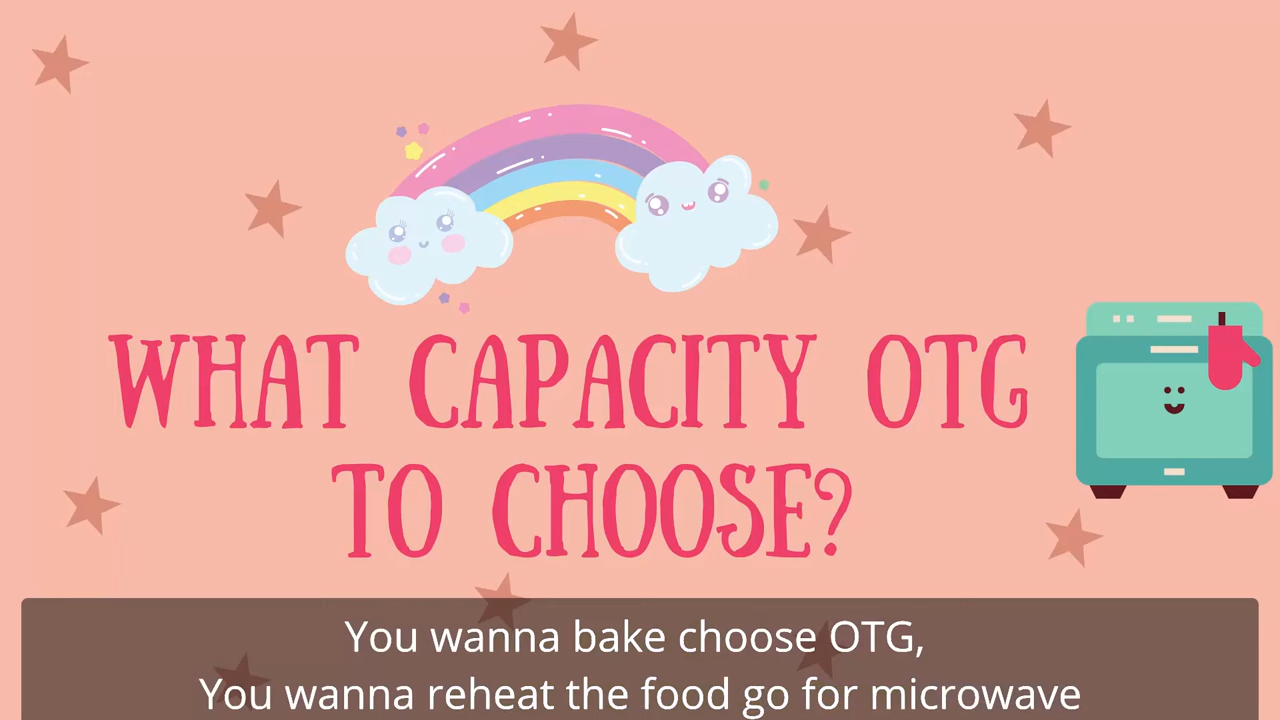 WHAT CAPACITY OTG
TO CHOOSE?
You wanna bake choose OTG,
You wanna reheat the food go for microwave